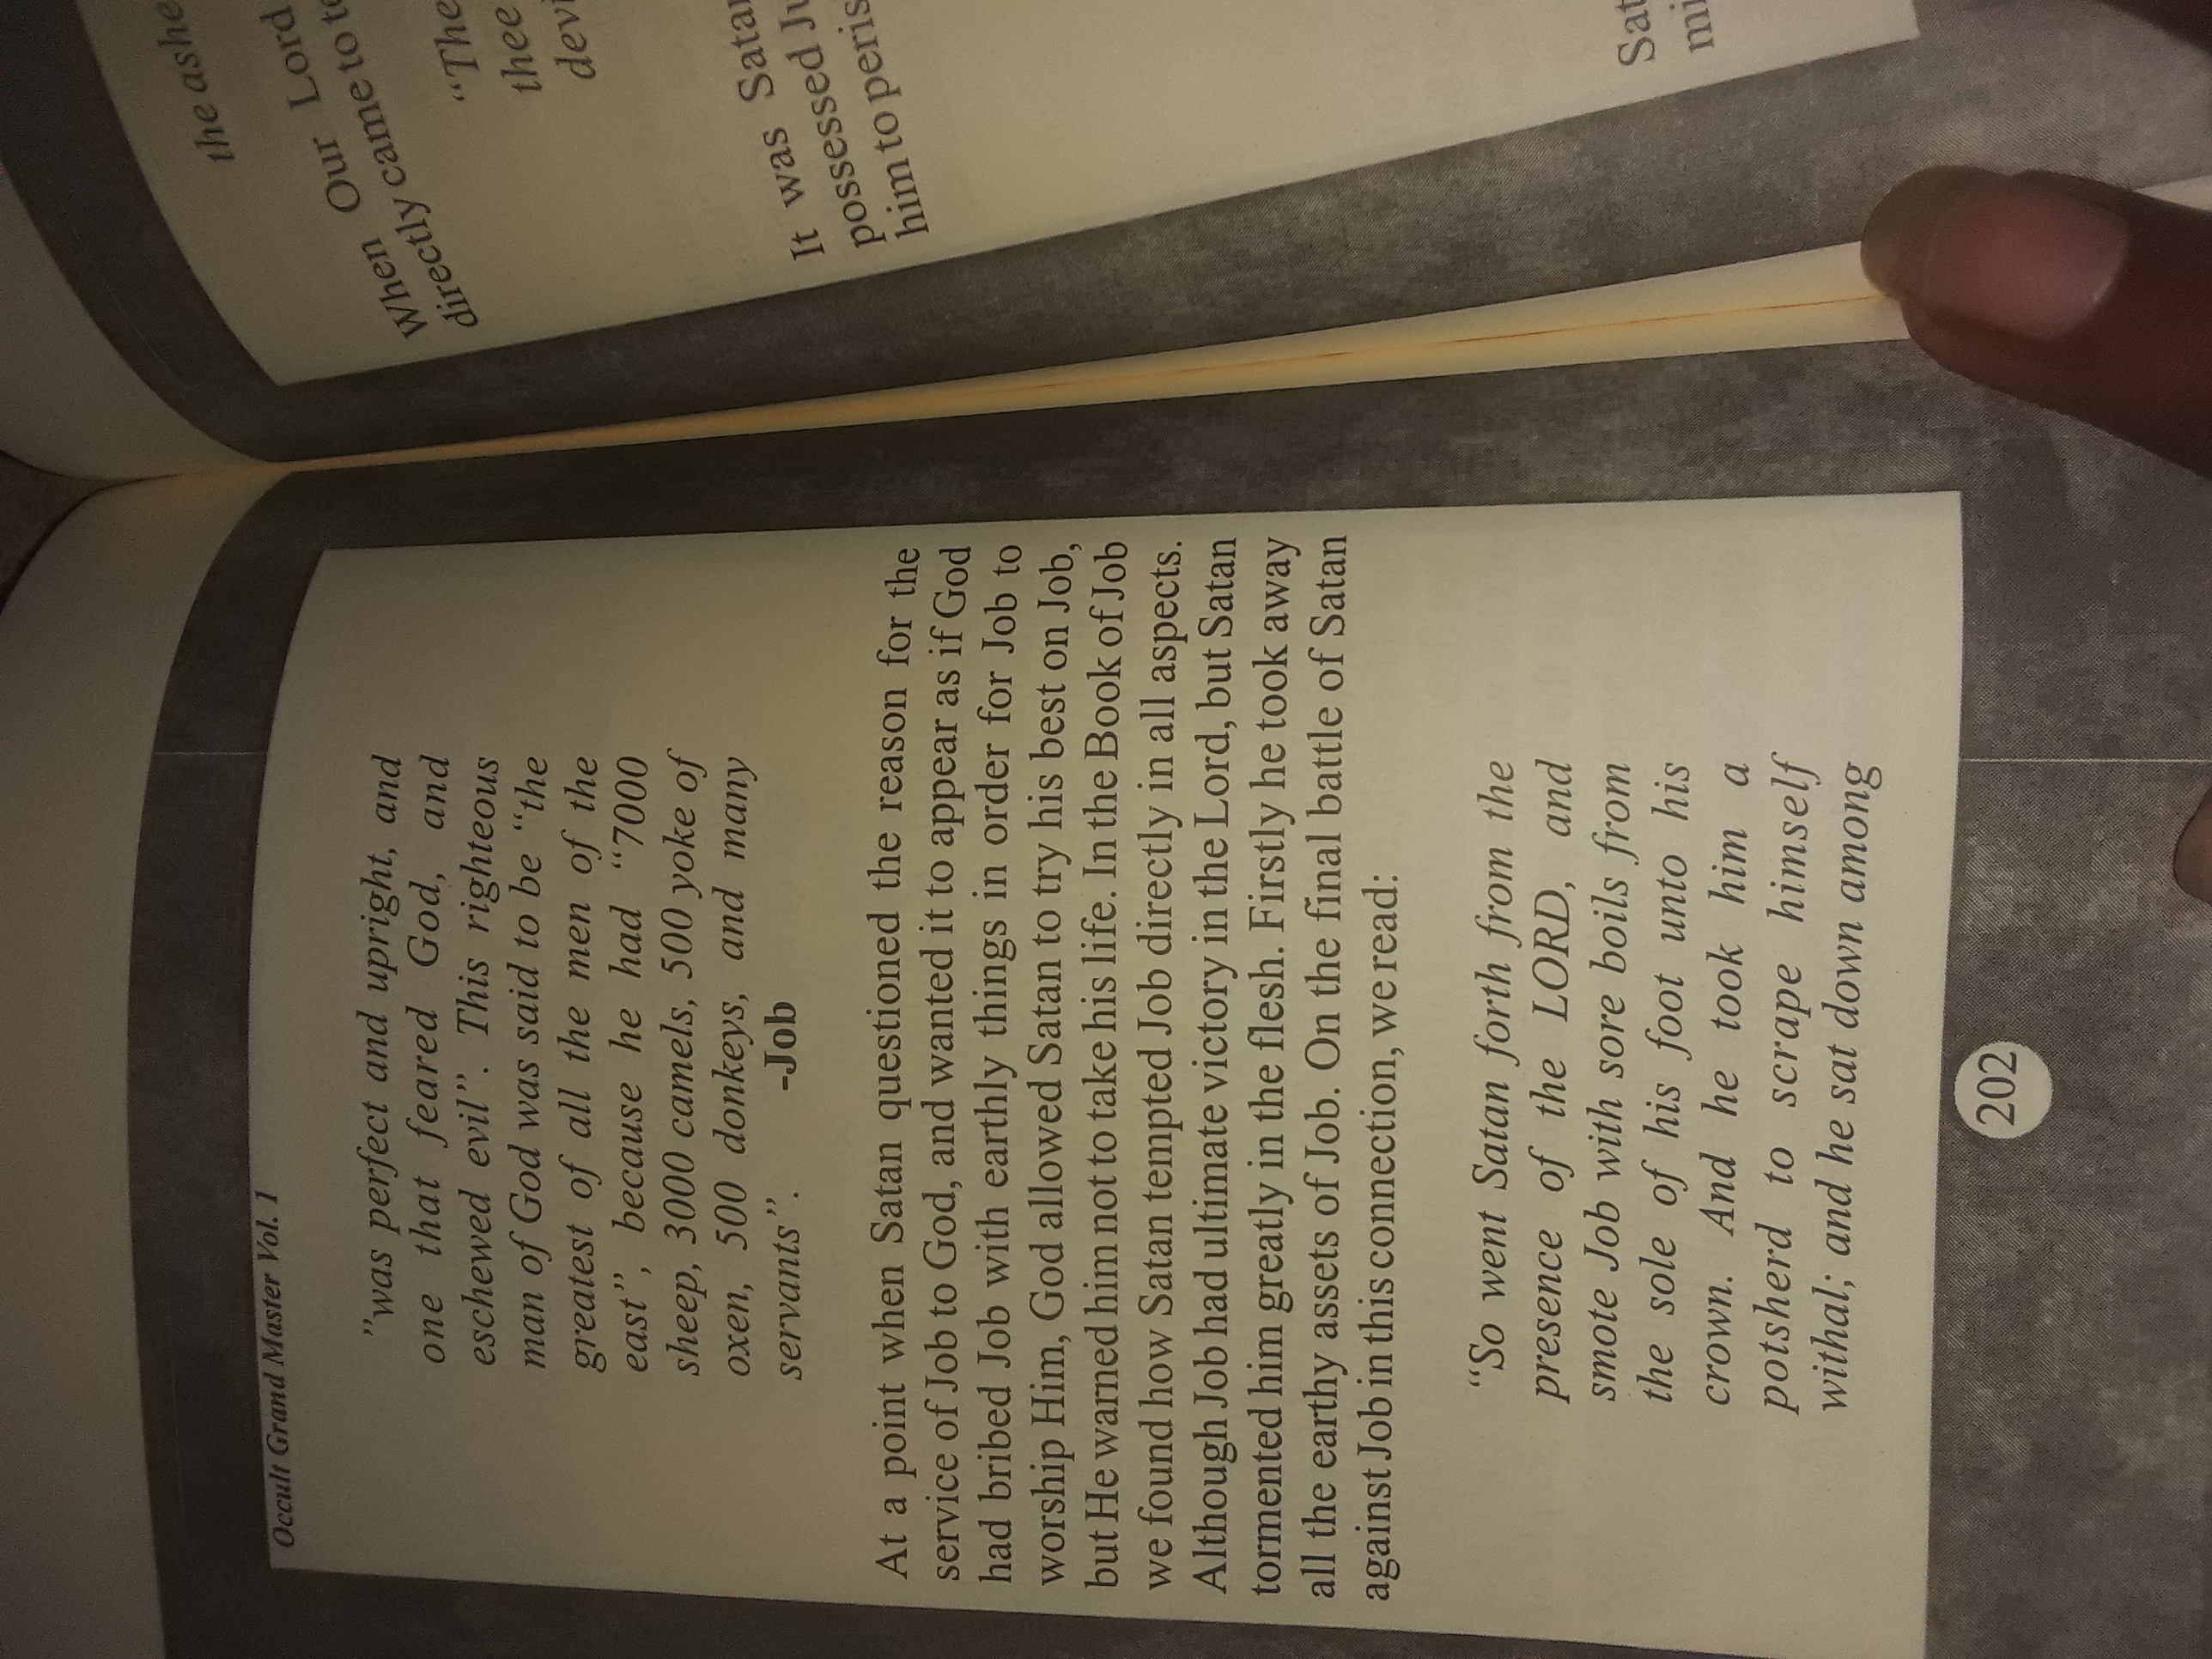 Occult Grand Master Vol. 1
"was perfect and upright, and
one that feared God, and
eschewed evil". This righteous
man of God was said to be "the
greatest of all the men of the
east", because he had "7000
sheep, 3000 camels, 500 yoke of
oxen, 500 donkeys, and many
servants". -Job
At a point when Satan questioned the reason for the
service of Job to God, and wanted it to appear as if God
had bribed Job with earthly things in order for Job to
worship Him, God allowed Satan to try his best on Job,
but He warned him not to take his life. In the Book of Job
we found how Satan tempted Job directly in all aspects.
Although Job had ultimate victory in the Lord, but Satan
tormented him greatly in the flesh. Firstly he took away
all the earthy assets of Job. On the final battle of Satan
against Job in this connection, we read:
"So went Satan forth from the
presence of the LORD, and
smote Job with sore boils from
the sole of his foot unto his
crown. And he took him a
potsherd to scrape himself
withal; and he sat down among
202
the ashe
When Our Lord
directly came to te
"The
thee
devi
It was Satan
possessed Ju
him to peris
Sat
mi